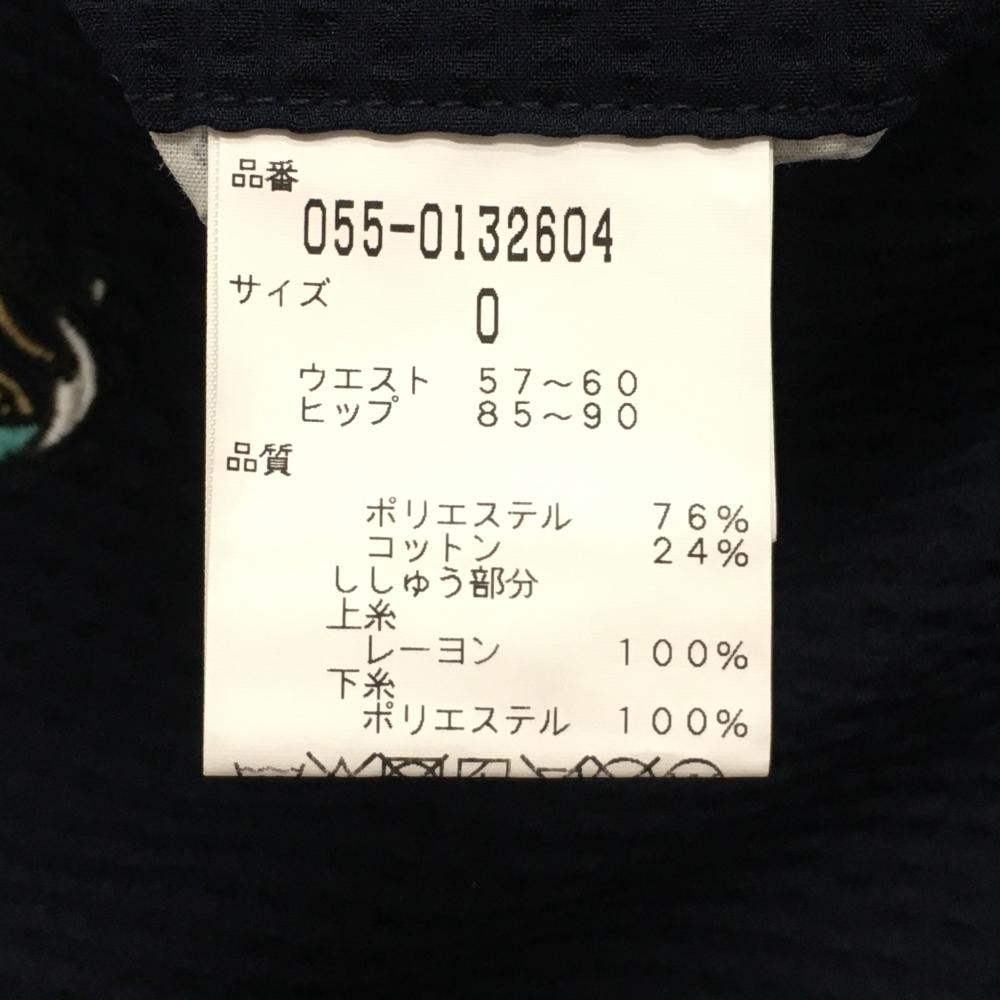 品番
055-0132604
サイズ
0
ウエスト 57〜60
ヒップ 85〜90
品質
ポリエステル 76%
コットン 24%
ししゅう部分
上糸
レーヨン 100%
下糸
ポリエステル 100%